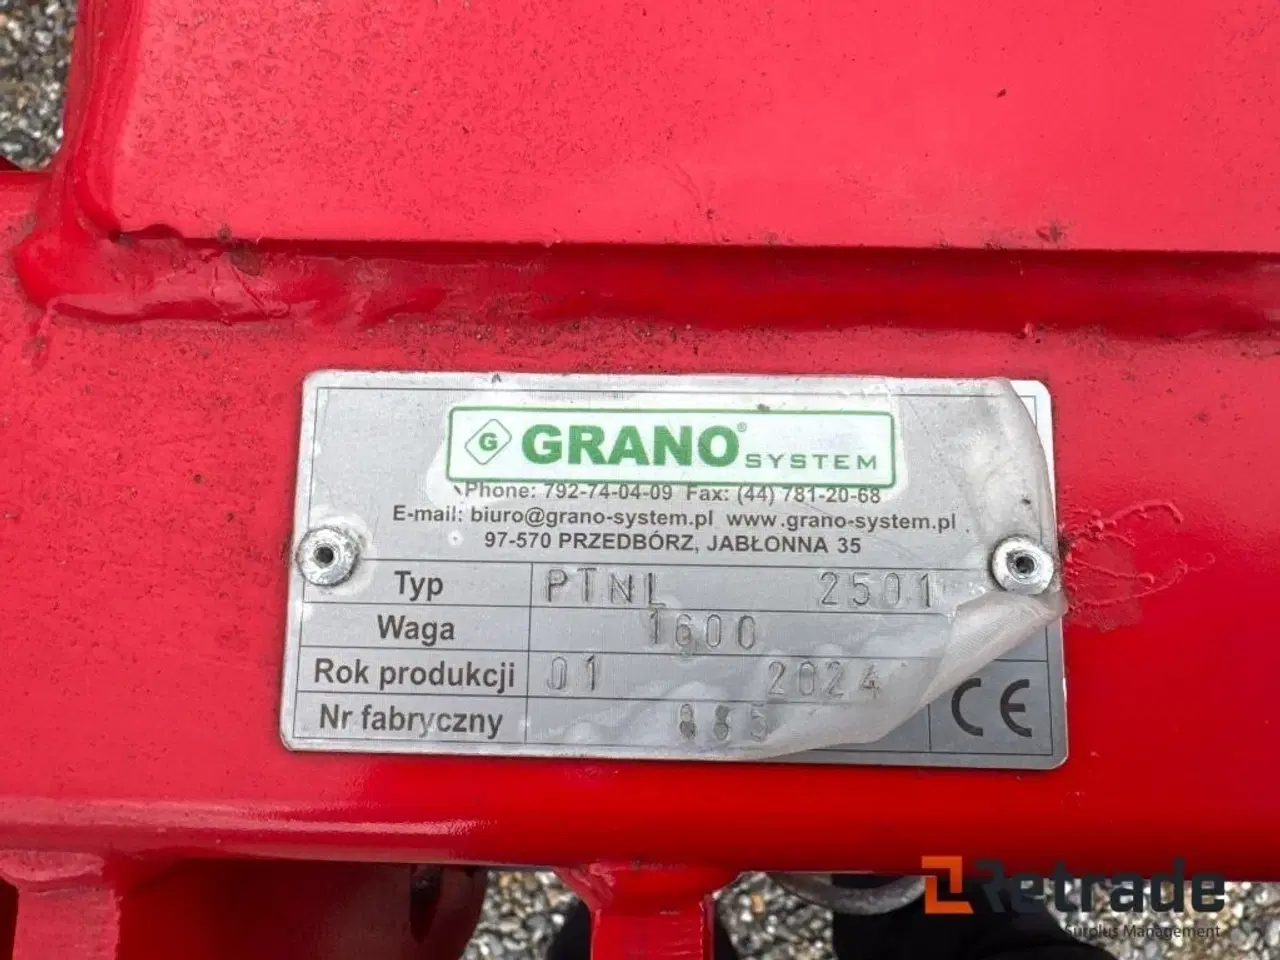 G GRANO® SYSTEM
Phone: 792-74-04-09 Fax: (44) 781-20-68
E-mail: biuro@grano-system.pl www.grano-system.pl
97-570 PRZEDBÓRZ, JABŁONNA 35
Typ PTNL 2501
Waga 1600
Rok produkcji 01 2024
Nr fabryczny
CE
Retrade
Surplus Management